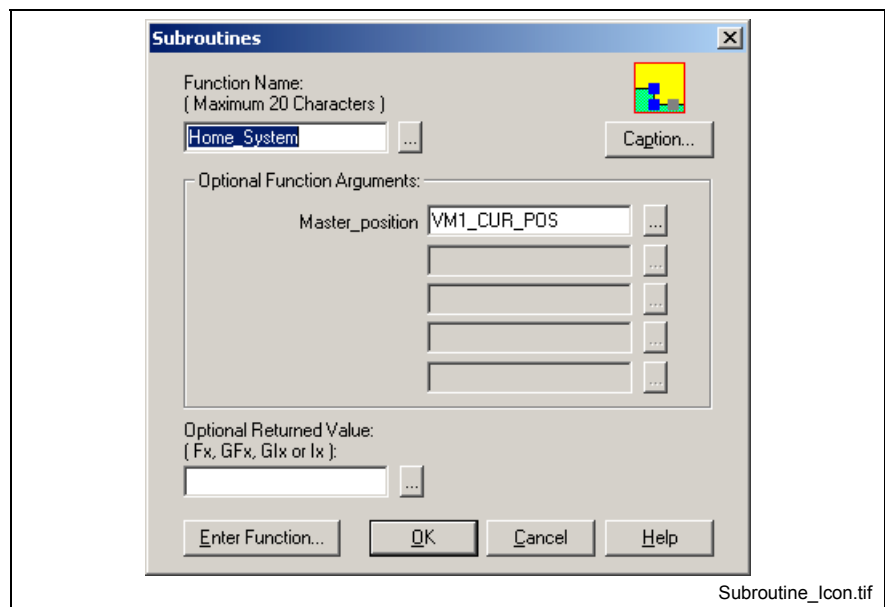 Subroutines
Function Name:
( Maximum 20 Characters )
Home_System
...
Caption...
Optional Function Arguments:
Master_position VM1_CUR_POS ...
...
...
...
...
Optional Returned Value:
( Fx, GFx, GIx or Ix ):
...
Enter Function... OK Cancel Help
Subroutine_Icon.tif